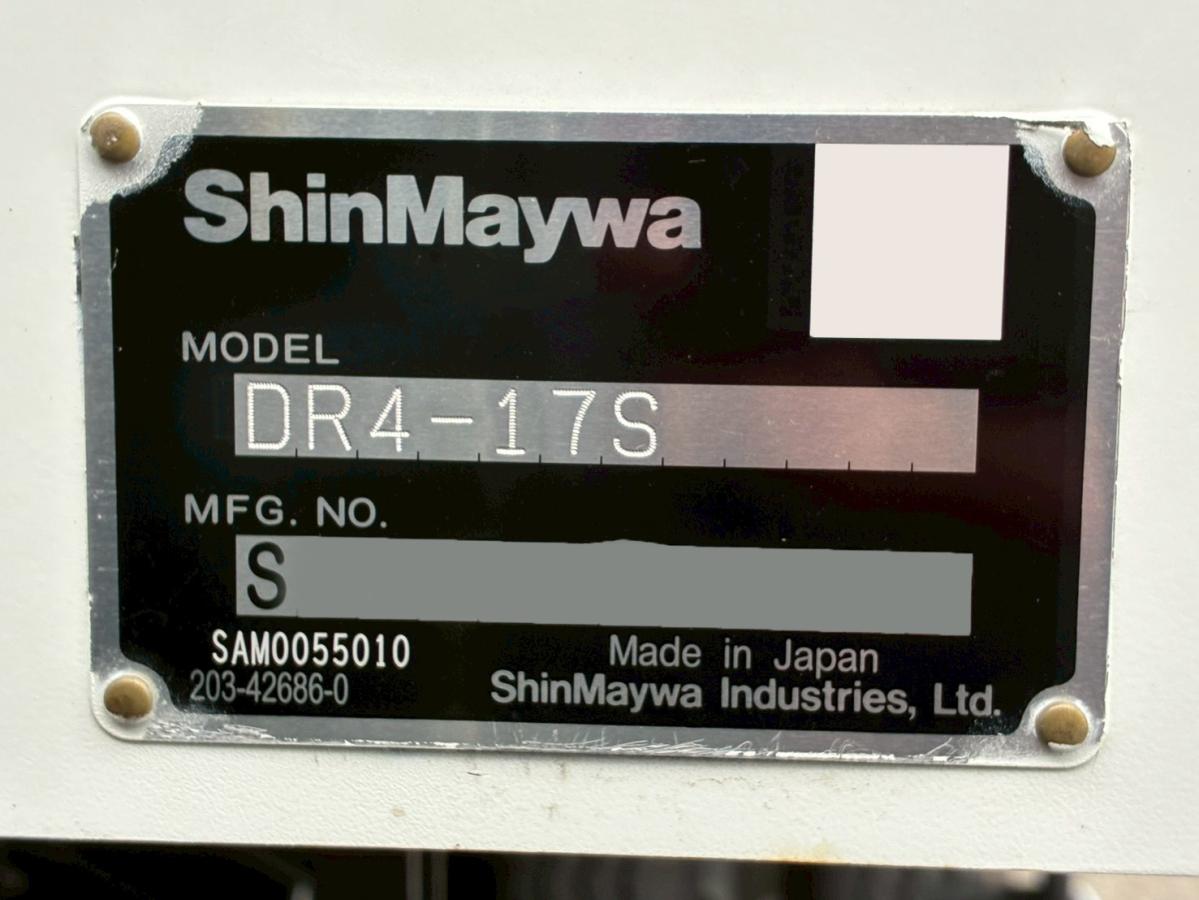 ShinMaywa
MODEL
DR4-17S
MFG. NO.
S
SAM0055010
203-42686-0
Made in Japan
ShinMaywa Industries, Ltd.